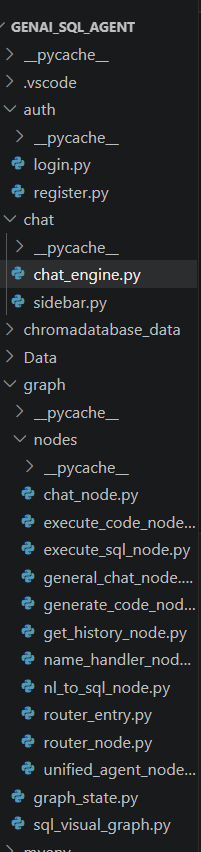 GENAI_SQL_AGENT
__pycache__
.vscode
auth
__pycache__
login.py
register.py
chat
__pycache__
chat_engine.py
sidebar.py
chromadatabase_data
Data
graph
__pycache__
nodes
__pycache__
chat_node.py
execute_code_node...
execute_sql_node.py
general_chat_node....
generate_code_nod...
get_history_node.py
name_handler_nod...
nl_to_sql_node.py
router_entry.py
router_node.py
unified_agent_node...
graph_state.py
sql_visual_graph.py